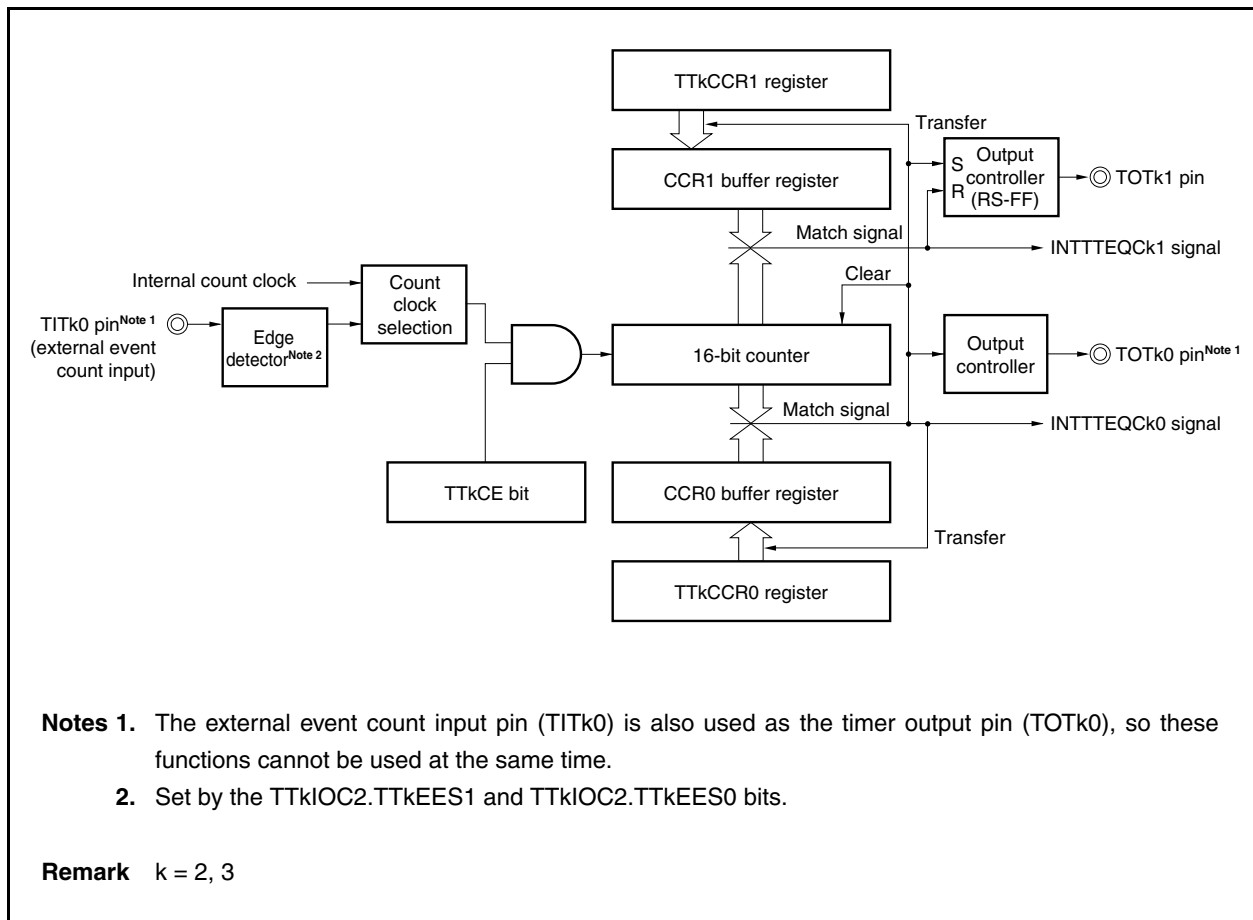 TTkCCR1 register
Transfer
CCR1 buffer register
S
R
Output
controller
(RS-FF)
TOTk1 pin
Match signal
INTTTEQCk1 signal
Internal count clock
Count
clock
selection
Clear
TITk0 pinNote 1
(external event
count input)
Edge
detectorNote 2
16-bit counter
Output
controller
TOTk0 pinNote 1
Match signal
INTTTEQCk0 signal
TTkCE bit
CCR0 buffer register
Transfer
TTkCCR0 register
Notes 1. The external event count input pin (TITk0) is also used as the timer output pin (TOTk0), so these
functions cannot be used at the same time.
2. Set by the TTkIOC2.TTkEES1 and TTkIOC2.TTkEES0 bits.
Remark k = 2, 3